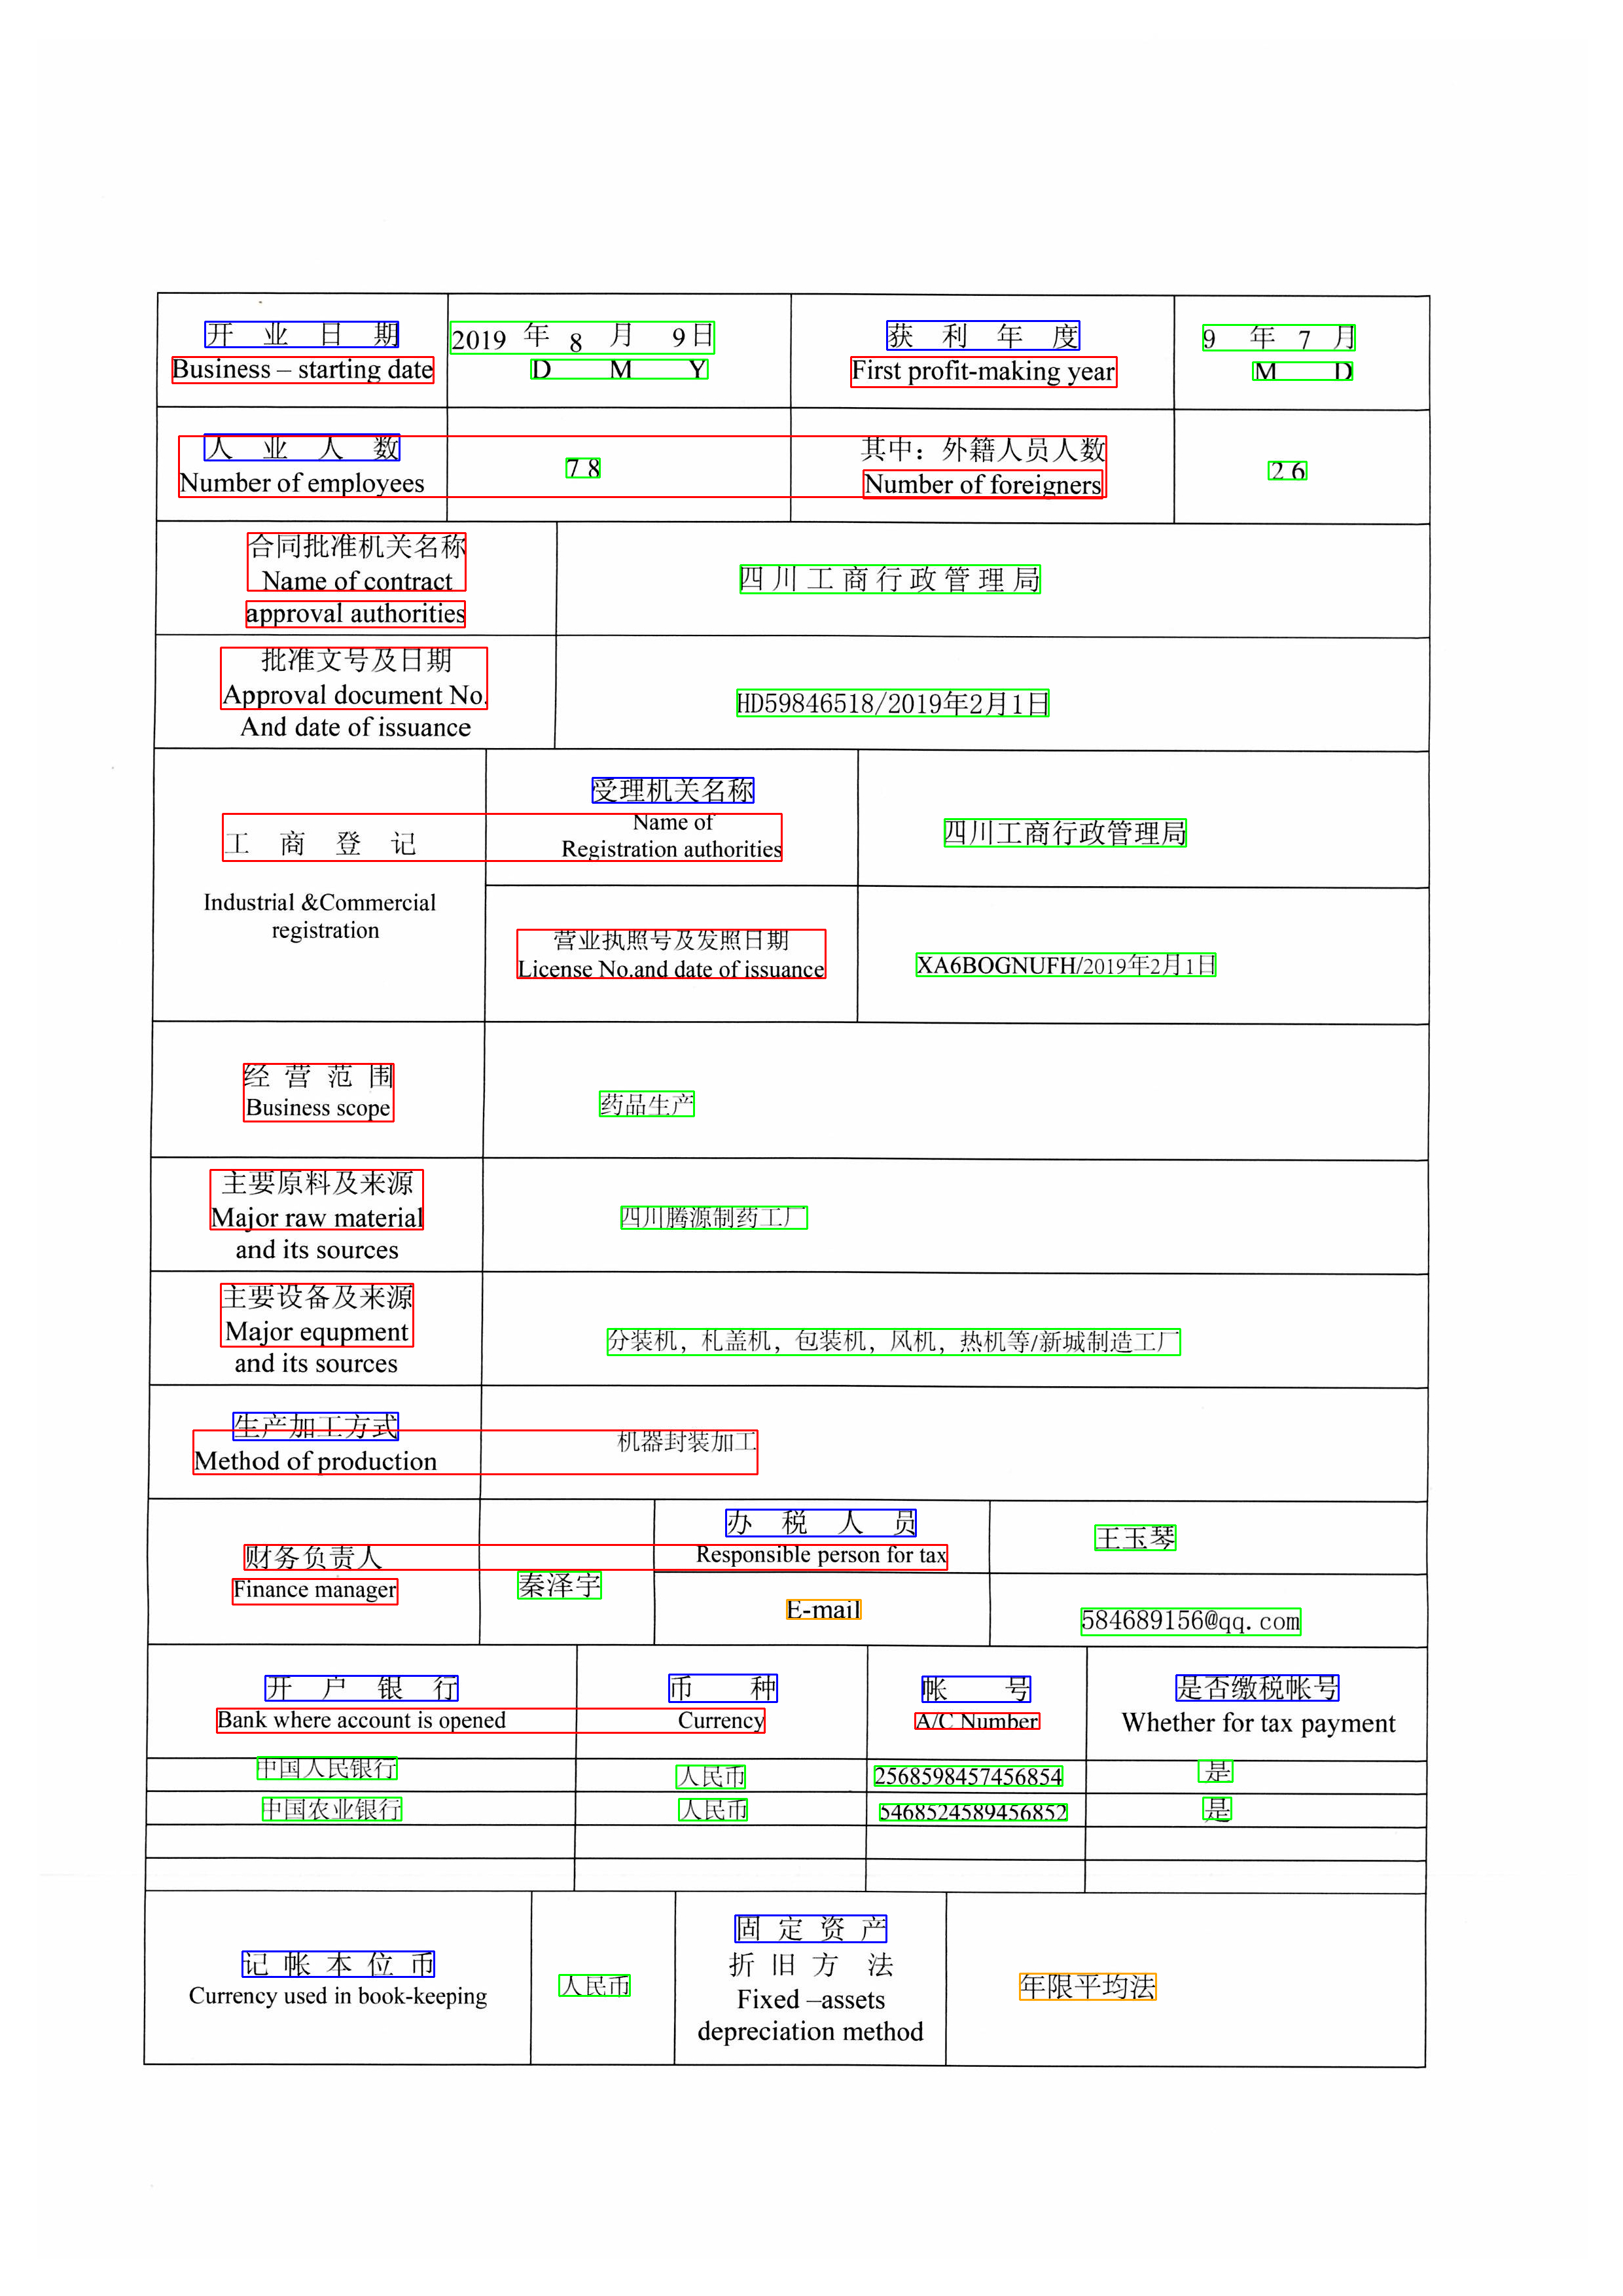 开 业 日 期
Business – starting date
2019 年 8 月 9日
D M Y
获 利 年 度
First profit-making year
9 年 7 月
M D
人 业 人 数
Number of employees
7 8
其中：外籍人员人数
Number of foreigners
2 6
合同批准机关名称
Name of contract
approval authorities
四川工商行政管理局
批准文号及日期
Approval document No.
And date of issuance
HD59846518/2019年2月1日
工 商 登 记
Industrial &Commercial
registration
受理机关名称
Name of
Registration authorities
四川工商行政管理局
营业执照号及发照日期
License No.and date of issuance
XA6BOGNUFH/2019年2月1日
经 营 范 围
Business scope
药品生产
主要原料及来源
Major raw material
and its sources
四川腾源制药工厂
主要设备及来源
Major equpment
and its sources
分装机，札盖机，包装机，风机，热机等/新城制造工厂
生产加工方式
Method of production
机器封装加工
财务负责人
Finance manager
秦泽宇
办 税 人 员
Responsible person for tax
王玉琴
E-mail
584689156@qq.com
开 户 银 行
Bank where account is opened
币 种
Currency
帐 号
A/C Number
是否缴税帐号
Whether for tax payment
中国人民银行 人民币 2568598457456854 是
中国农业银行 人民币 5468524589456852 是
记 帐 本 位 币
Currency used in book-keeping
人民币
固 定 资 产
折 旧 方 法
Fixed –assets
depreciation method
年限平均法